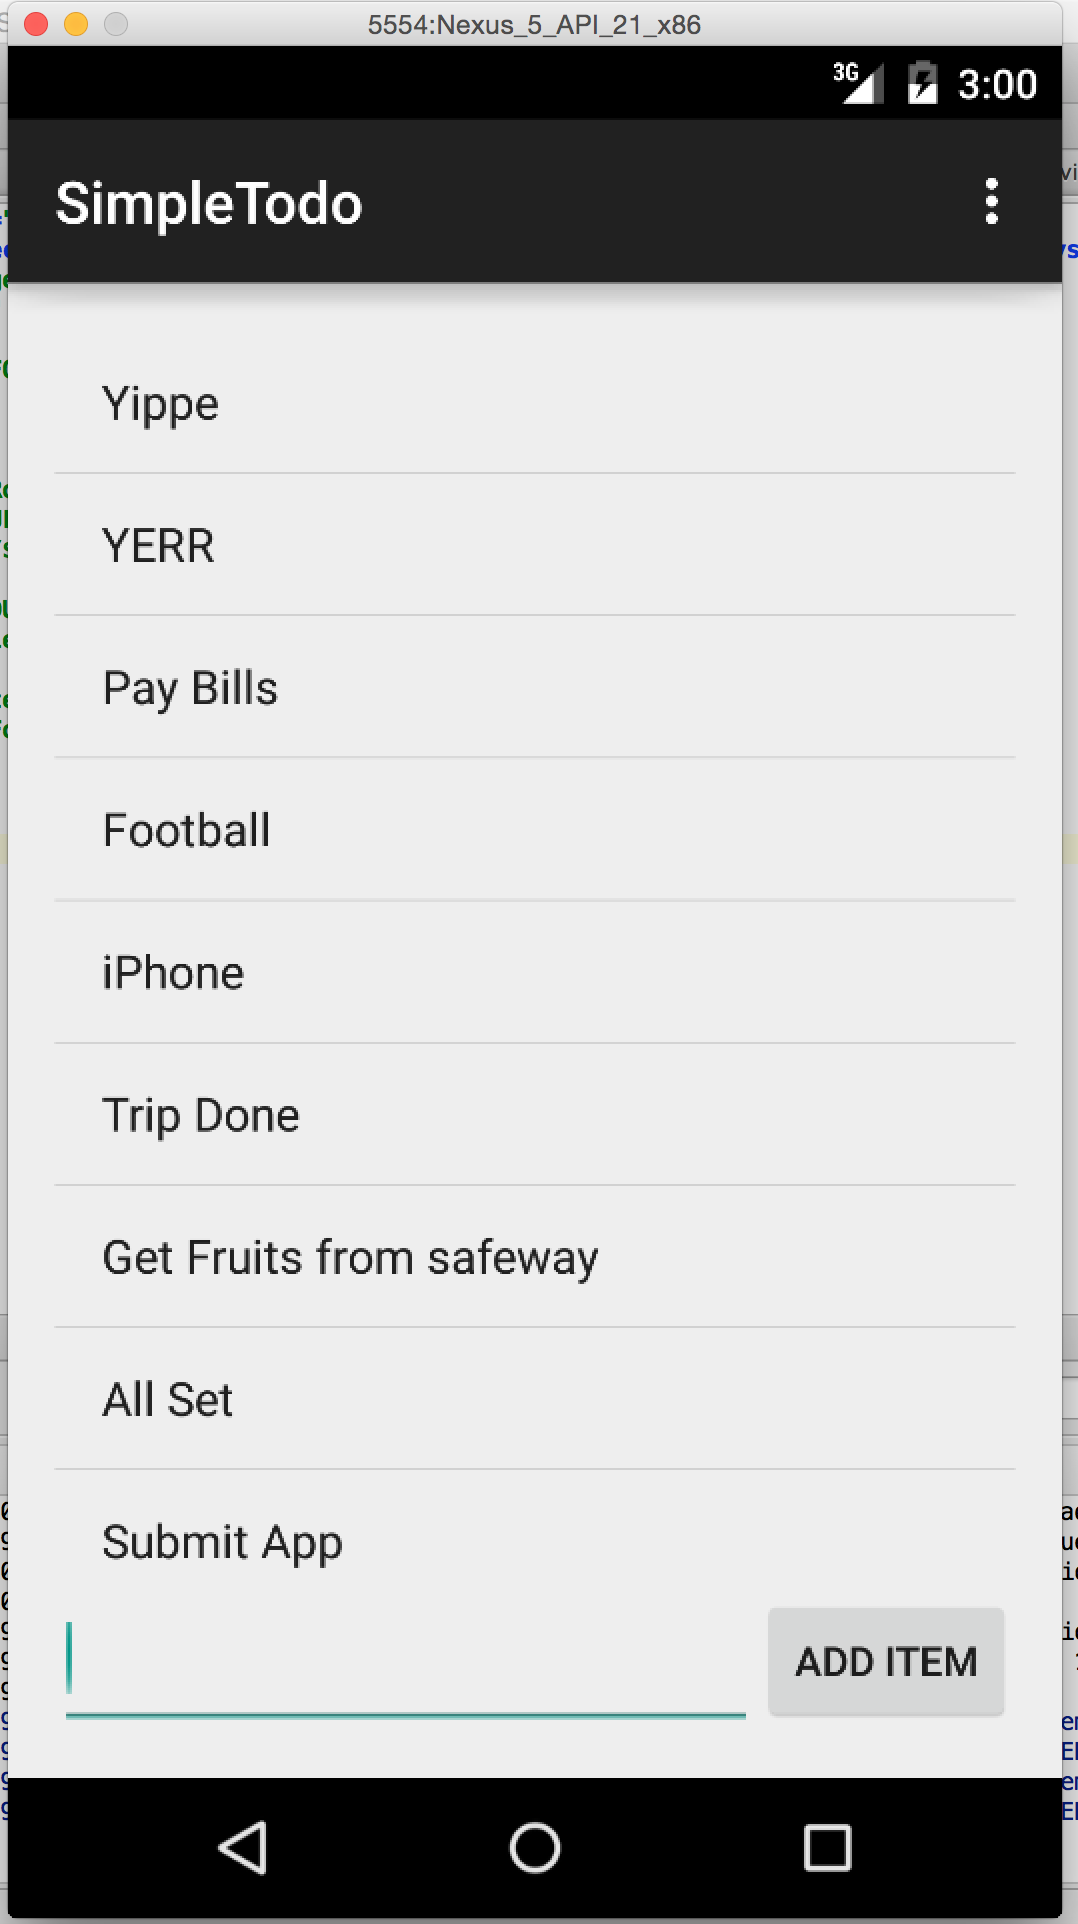 5554:Nexus_5_API_21_x86
3G 3:00
SimpleTodo
Yippe
YERR
Pay Bills
Football
iPhone
Trip Done
Get Fruits from safeway
All Set
Submit App
ADD ITEM